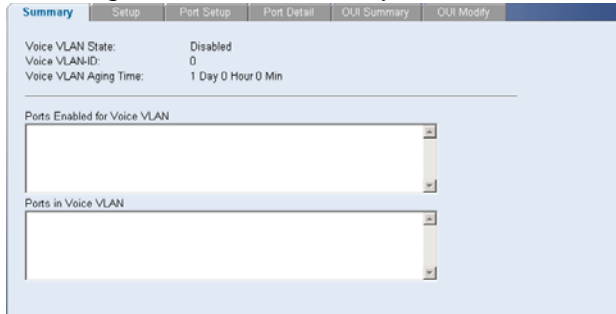 Summary Setup Port Setup Port Detail OUI Summary OUI Modify
Voice VLAN State: Disabled
Voice VLAN-ID: 0
Voice VLAN Aging Time: 1 Day 0 Hour 0 Min
Ports Enabled for Voice VLAN
Ports in Voice VLAN